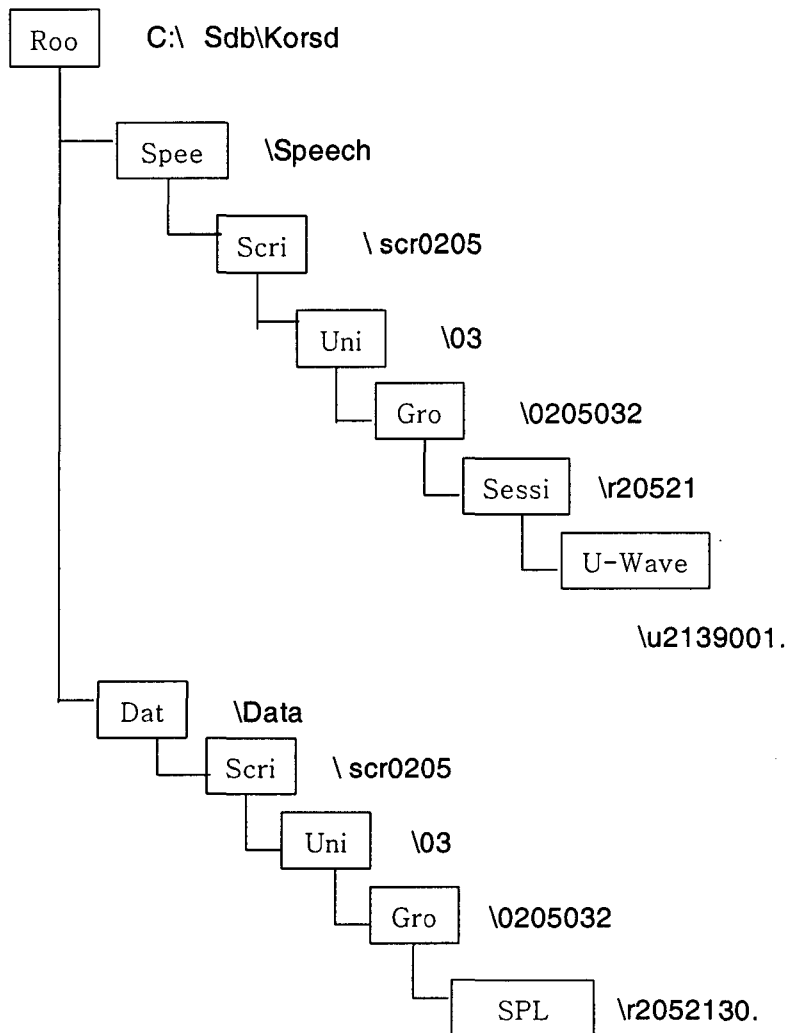 Roo C:\ Sdb\Korsd
Spee \Speech
Scri \ scr0205
Uni \03
Gro \0205032
Sessi \r20521
U-Wave
\u2139001.
Dat \Data
Scri \ scr0205
Uni \03
Gro \0205032
SPL \r2052130.